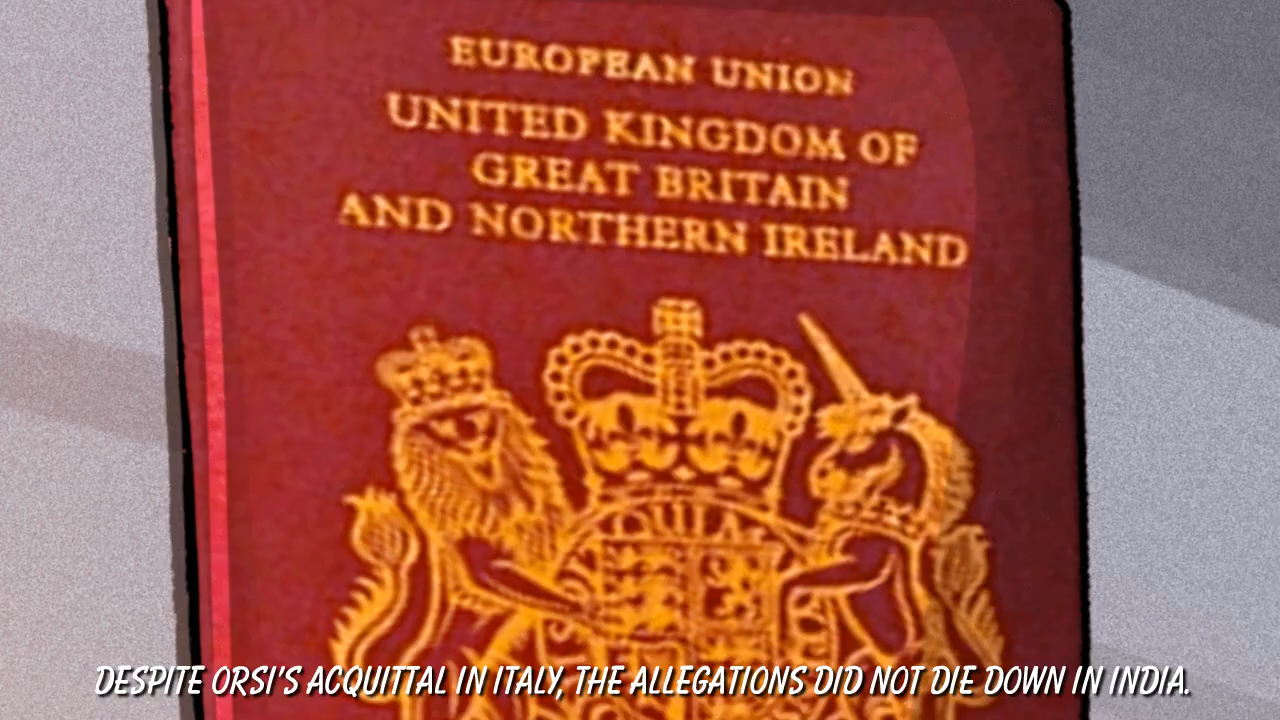 EUROPEAN UNION
UNITED KINGDOM OF
GREAT BRITAIN
AND NORTHERN IRELAND
DESPITE ORSI'S ACQUITTAL IN ITALY, THE ALLEGATIONS DID NOT DIE DOWN IN INDIA.